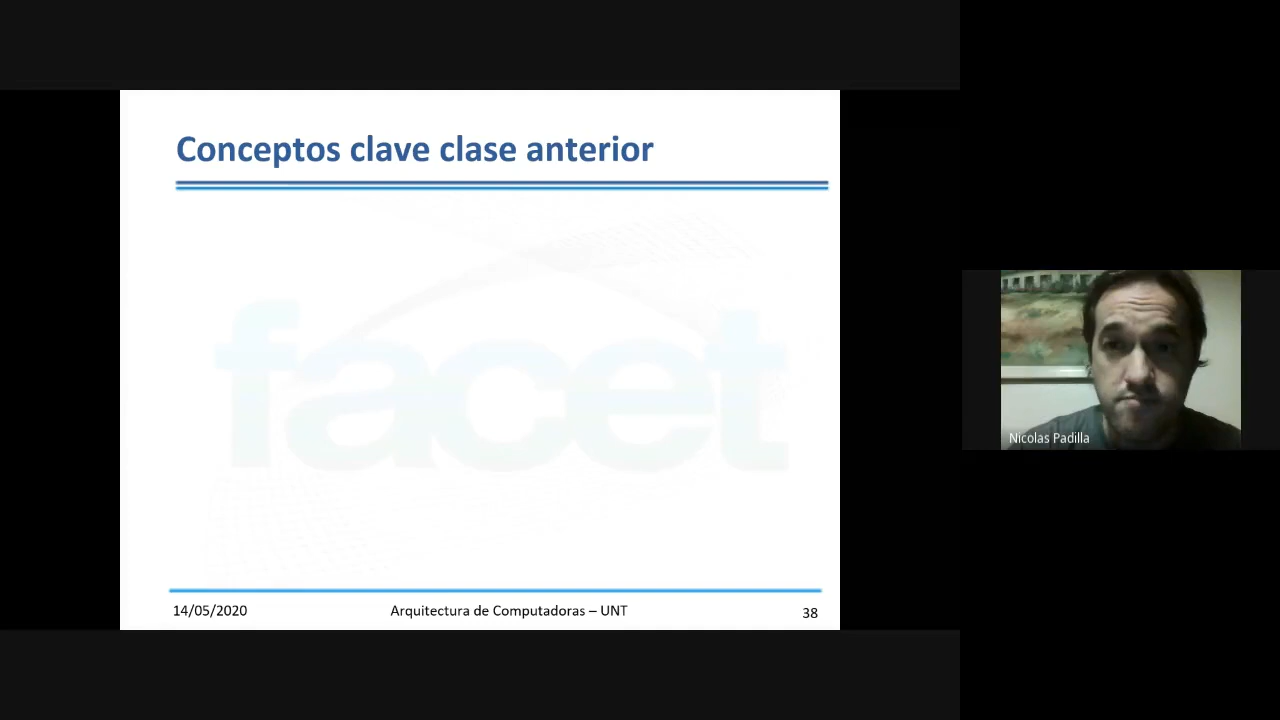 Conceptos clave clase anterior
facet
Nicolas Padilla
14/05/2020
Arquitectura de Computadoras – UNT
38